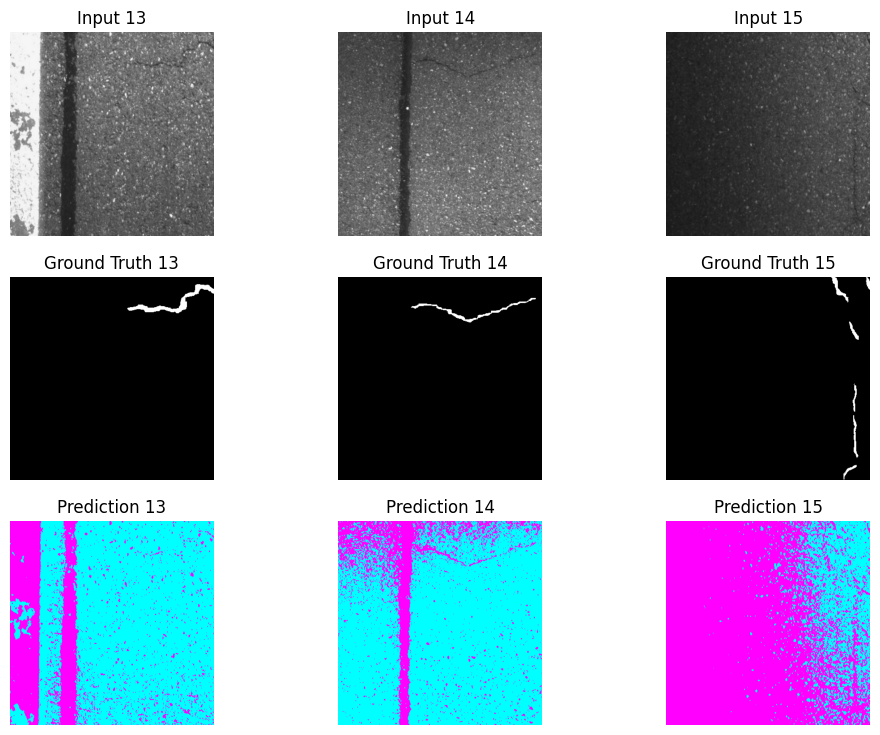 Input 13
Input 14
Input 15
Ground Truth 13
Ground Truth 14
Ground Truth 15
Prediction 13
Prediction 14
Prediction 15